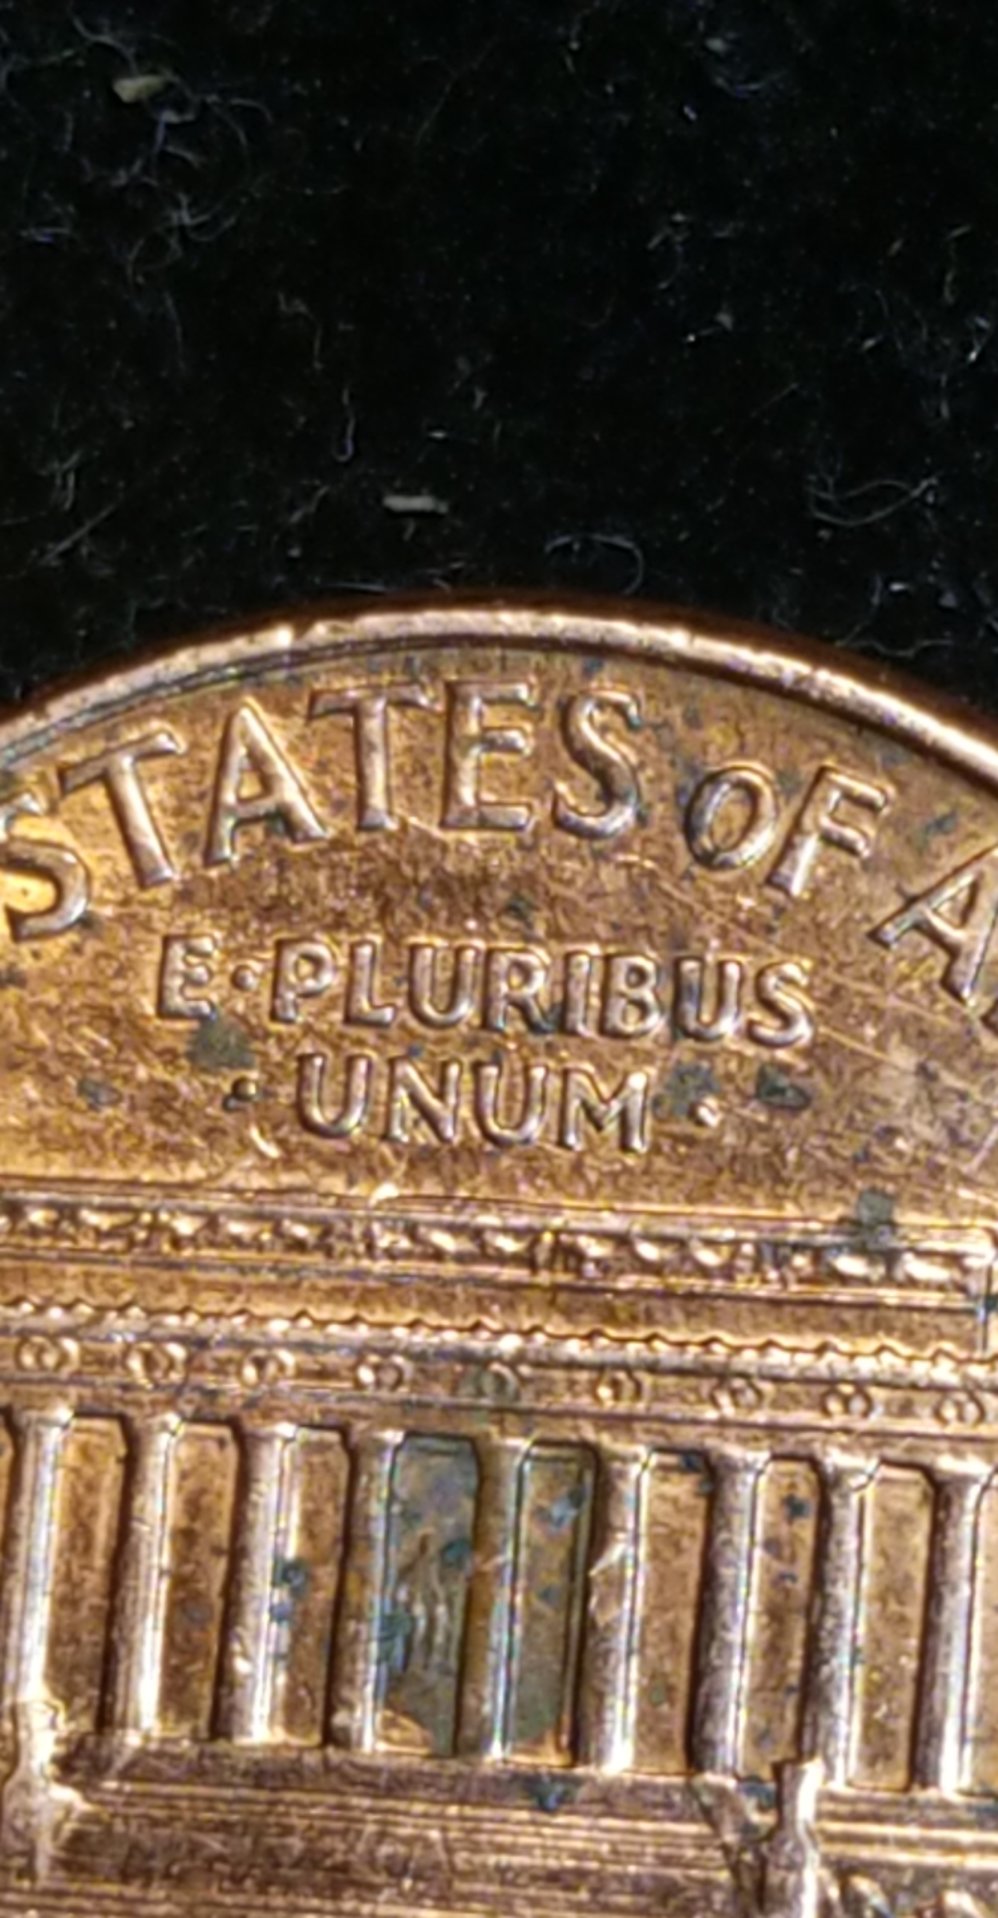 STATES OF A
E·PLURIBUS
·UNUM·